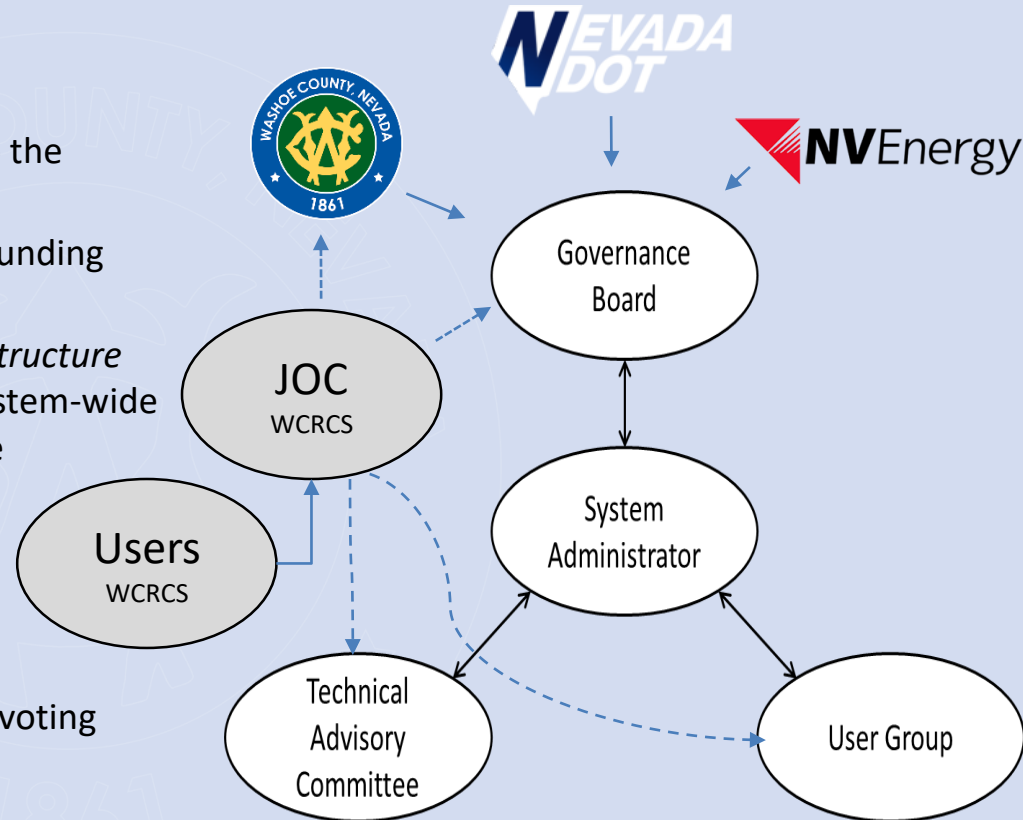 NEVADA
DOT
WASHOE COUNTY, NEVADA
1861
NVEnergy
the
unding
tructure
stem-wide
e
voting
Governance
Board
JOC
WCRCS
System
Administrator
Users
WCRCS
Technical
Advisory
Committee
User Group